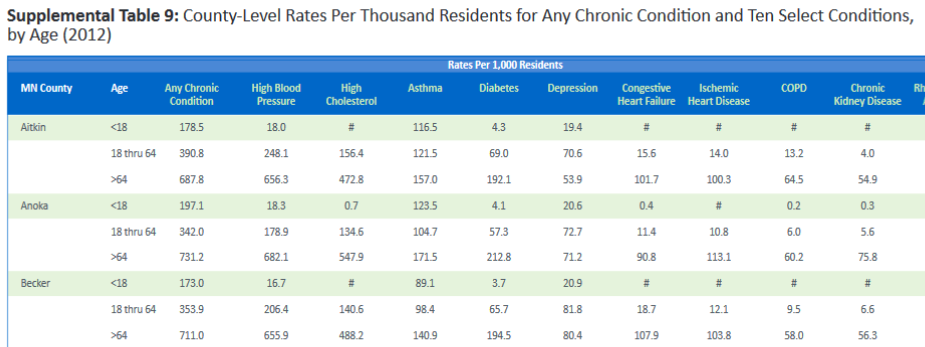 Supplemental Table 9: County-Level Rates Per Thousand Residents for Any Chronic Condition and Ten Select Conditions,
by Age (2012)
Rates Per 1,000 Residents
MN County Age Any Chronic Condition High Blood Pressure High Cholesterol Asthma Diabetes Depression Congestive Heart Failure Ischemic Heart Disease COPD Chronic Kidney Disease
Aitkin <18 178.5 18.0 # 116.5 4.3 19.4 # # # #
18 thru 64 390.8 248.1 156.4 121.5 69.0 70.6 15.6 14.0 13.2 4.0
>64 687.8 656.3 472.8 157.0 192.1 53.9 101.7 100.3 64.5 54.9
Anoka <18 197.1 18.3 0.7 123.5 4.1 20.6 0.4 # 0.2 0.3
18 thru 64 342.0 178.9 134.6 104.7 57.3 72.7 11.4 10.8 6.0 5.6
>64 731.2 682.1 547.9 171.5 212.8 71.2 90.8 113.1 60.2 75.8
Becker <18 173.0 16.7 # 89.1 3.7 20.9 # # # #
18 thru 64 353.9 206.4 140.6 98.4 65.7 81.8 18.7 12.1 9.5 6.6
>64 711.0 655.9 488.2 140.9 194.5 80.4 107.9 103.8 58.0 56.3